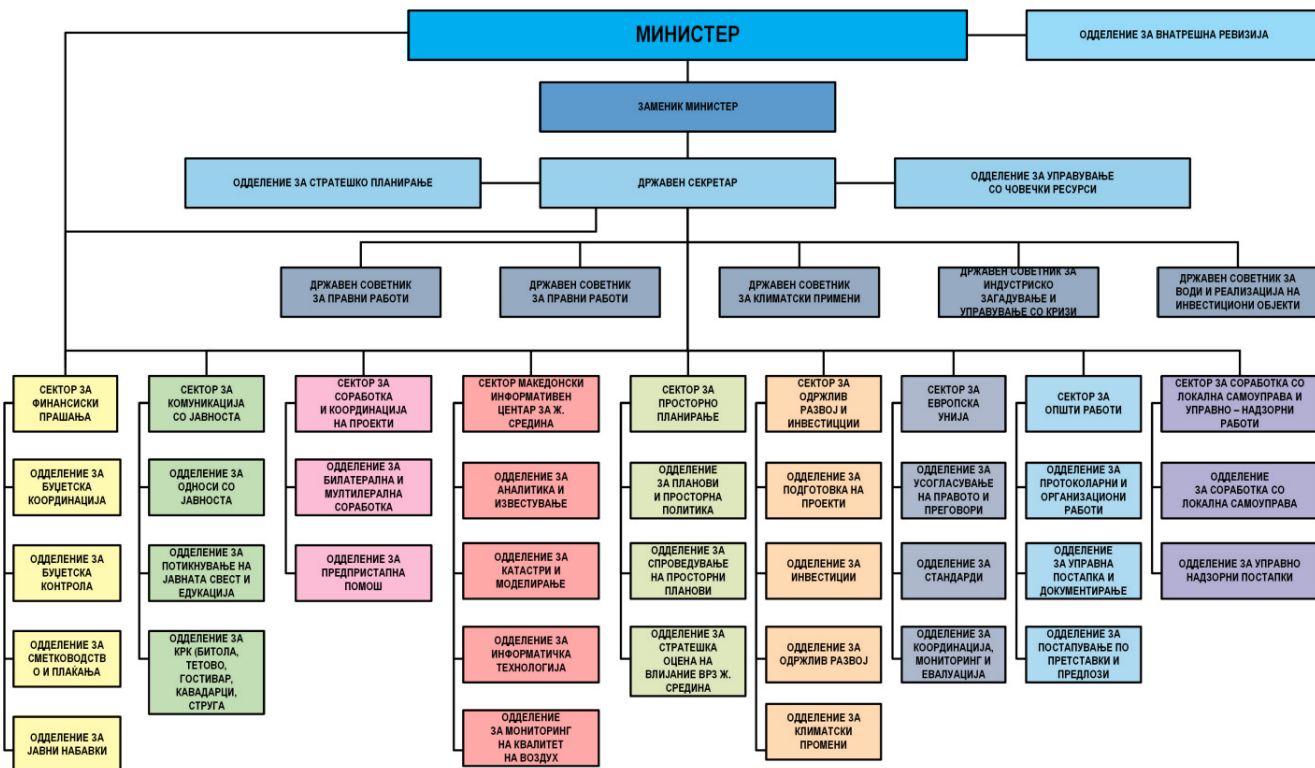 МИНИСТЕР
ОДДЕЛЕНИЕ ЗА ВНАТРЕШНА РЕВИЗИЈА
ЗАМЕНИК МИНИСТЕР
ОДДЕЛЕНИЕ ЗА СТРАТЕШКО ПЛАНИРАЊЕ
ДРЖАВЕН СЕКРЕТАР
ОДДЕЛЕНИЕ ЗА УПРАВУВАЊЕ
СО ЧОВЕЧКИ РЕСУРСИ
ДРЖАВЕН СОВЕТНИК
ЗА ПРАВНИ РАБОТИ
ДРЖАВЕН СОВЕТНИК
ЗА ПРАВНИ РАБОТИ
ДРЖАВЕН СОВЕТНИК
ЗА КЛИМАТСКИ ПРИМЕНИ
ДРЖАВЕН СОВЕТНИК ЗА
ИНДУСТРИСКО
ЗАГАДУВАЊЕ И
УПРАВУВАЊЕ СО КРИЗИ
ДРЖАВЕН СОВЕТНИК ЗА
ВОДИ И РЕАЛИЗАЦИЈА НА
ИНВЕСТИЦИОНИ ОБЈЕКТИ
СЕКТОР ЗА
ФИНАНСИСКИ
ПРАШАЊА
СЕКТОР ЗА
КОМУНИКАЦИЈА
СО ЈАВНОСТА
СЕКТОР ЗА
СОРАБОТКА
И КООРДИНАЦИЈА
НА ПРОЕКТИ
СЕКТОР МАКЕДОНСКИ
ИНФОРМАТИВЕН
ЦЕНТАР ЗА Ж.
СРЕДИНА
СЕКТОР ЗА
ПРОСТОРНО
ПЛАНИРАЊЕ
СЕКТОР ЗА
ОДРЖЛИВ
РАЗВОЈ И
ИНВЕСТИЦЦИИ
СЕКТОР ЗА
ЕВРОПСКА
УНИЈА
СЕКТОР ЗА
ОПШТИ РАБОТИ
СЕКТОР ЗА СОРАБОТКА СО
ЛОКАЛНА САМОУПРАВА И
УПРАВНО – НАДЗОРНИ
РАБОТИ
ОДДЕЛЕНИЕ ЗА
БУЏЕТСКА
КООРДИНАЦИЈА
ОДДЕЛЕНИЕ ЗА
ОДНОСИ СО
ЈАВНОСТА
ОДДЕЛЕНИЕ ЗА
БИЛАТЕРАЛНА И
МУЛТИЛЕРАЛНА
СОРАБОТКА
ОДДЕЛЕНИЕ ЗА
АНАЛИТИКА И
ИЗВЕСТУВАЊЕ
ОДДЕЛЕНИЕ
ЗА ПЛАНОВИ
И ПРОСТОРНА
ПОЛИТИКА
ОДДЕЛЕНИЕ ЗА
ПОДГОТОВКА НА
ПРОЕКТИ
ОДДЕЛЕНИЕ ЗА
УСОГЛАСУВАЊЕ
НА ПРАВОТО И
ПРЕГОВОРИ
ОДДЕЛЕНИЕ ЗА
ПРОТОКОЛАРНИ И
ОРГАНИЗАЦИОНИ
РАБОТИ
ОДДЕЛЕНИЕ
ЗА СОРАБОТКА СО
ЛОКАЛНА САМОУПРАВА
ОДДЕЛЕНИЕ ЗА
БУЏЕТСКА
КОНТРОЛА
ОДДЕЛЕНИЕ ЗА
ПОТИКНУВАЊЕ НА
ЈАВНАТА СВЕСТ И
ЕДУКАЦИЈА
ОДДЕЛЕНИЕ ЗА
ПРЕДПРИСТАПНА
ПОМОШ
ОДДЕЛЕНИЕ ЗА
КАТАСТРИ И
МОДЕЛИРАЊЕ
ОДДЕЛЕНИЕ ЗА
СПРОВЕДУВАЊЕ
НА ПРОСТОРНИ
ПЛАНОВИ
ОДДЕЛЕНИЕ ЗА
ИНВЕСТИЦИИ
ОДДЕЛЕНИЕ ЗА
СТАНДАРДИ
ОДДЕЛЕНИЕ
ЗА УПРАВНА
ПОСТАПКА И
ДОКУМЕНТИРАЊЕ
ОДДЕЛЕНИЕ ЗА УПРАВНО
НАДЗОРНИ ПОСТАПКИ
ОДДЕЛЕНИЕ ЗА
СМЕТКОВОДСТВ
О И ПЛАЌАЊА
ОДДЕЛЕНИЕ ЗА
КРК (БИТОЛА,
ТЕТОВО,
ГОСТИВАР,
КАВАДАРЦИ,
СТРУГА
ОДДЕЛЕНИЕ ЗА
ИНФОРМАТИЧКА
ТЕХНОЛОГИЈА
ОДДЕЛЕНИЕ ЗА
СТРАТЕШКА
ОЦЕНА НА
ВЛИЈАНИЕ ВРЗ Ж.
СРЕДИНА
ОДДЕЛЕНИЕ ЗА
ОДРЖЛИВ РАЗВОЈ
ОДДЕЛЕНИЕ ЗА
КООРДИНАЦИЈА,
МОНИТОРИНГ И
ЕВАЛУАЦИЈА
ОДДЕЛЕНИЕ ЗА
ПОСТАПУВАЊЕ ПО
ПРЕТСТАВКИ И
ПРЕДЛОЗИ
ОДДЕЛЕНИЕ ЗА
ЈАВНИ НАБАВКИ
ОДДЕЛЕНИЕ
ЗА МОНИТОРИНГ
НА КВАЛИТЕТ
НА ВОЗДУХ
ОДДЕЛЕНИЕ ЗА
КЛИМАТСКИ
ПРОМЕНИ